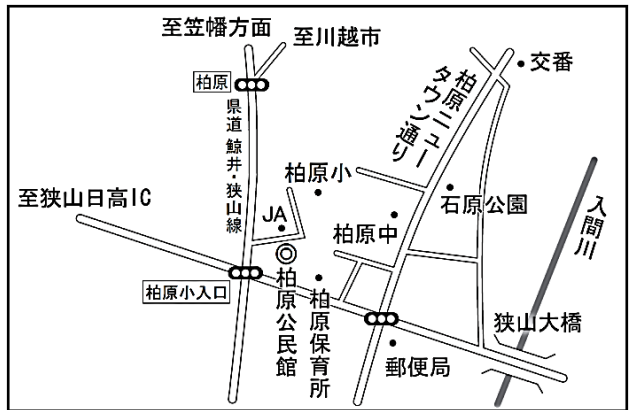 至笠幡方面
至川越市
柏原
県道 鯨井・狭山線
柏原ニュー
タウン通り
交番
柏原小
至狭山日高IC
JA
柏原中
石原公園
入間川
柏原小入口
柏原公民館
柏原保育所
郵便局
狭山大橋